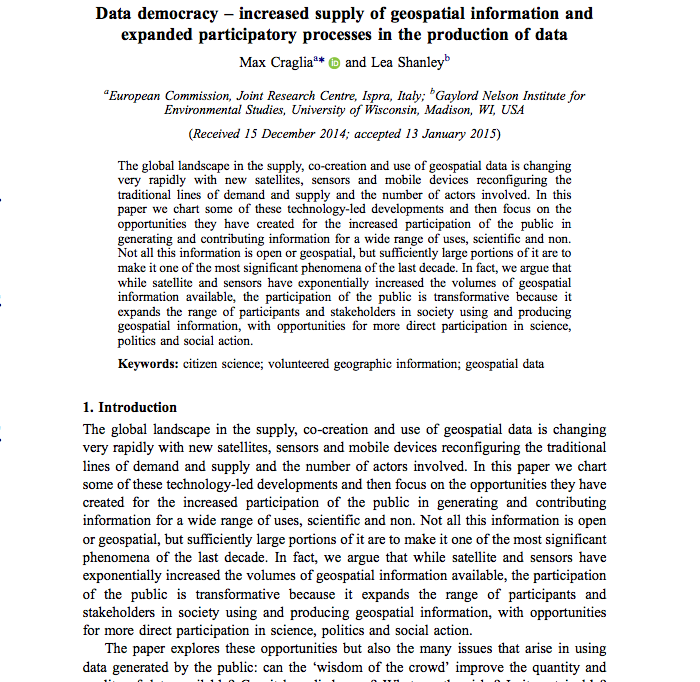 Data democracy – increased supply of geospatial information and
expanded participatory processes in the production of data
Max Cragliaᵃ* iD and Lea Shanleyᵇ
ᵃEuropean Commission, Joint Research Centre, Ispra, Italy; ᵇGaylord Nelson Institute for
Environmental Studies, University of Wisconsin, Madison, WI, USA
(Received 15 December 2014; accepted 13 January 2015)
The global landscape in the supply, co-creation and use of geospatial data is changing
very rapidly with new satellites, sensors and mobile devices reconfiguring the
traditional lines of demand and supply and the number of actors involved. In this
paper we chart some of these technology-led developments and then focus on the
opportunities they have created for the increased participation of the public in
generating and contributing information for a wide range of uses, scientific and non.
Not all this information is open or geospatial, but sufficiently large portions of it are to
make it one of the most significant phenomena of the last decade. In fact, we argue that
while satellite and sensors have exponentially increased the volumes of geospatial
information available, the participation of the public is transformative because it
expands the range of participants and stakeholders in society using and producing
geospatial information, with opportunities for more direct participation in science,
politics and social action.
Keywords: citizen science; volunteered geographic information; geospatial data
1. Introduction
The global landscape in the supply, co-creation and use of geospatial data is changing
very rapidly with new satellites, sensors and mobile devices reconfiguring the traditional
lines of demand and supply and the number of actors involved. In this paper we chart
some of these technology-led developments and then focus on the opportunities they have
created for the increased participation of the public in generating and contributing
information for a wide range of uses, scientific and non. Not all this information is open
or geospatial, but sufficiently large portions of it are to make it one of the most significant
phenomena of the last decade. In fact, we argue that while satellite and sensors have
exponentially increased the volumes of geospatial information available, the participation
of the public is transformative because it expands the range of participants and
stakeholders in society using and producing geospatial information, with opportunities
for more direct participation in science, politics and social action.
The paper explores these opportunities but also the many issues that arise in using
data generated by the public: can the ‘wisdom of the crowd’ improve the quantity and